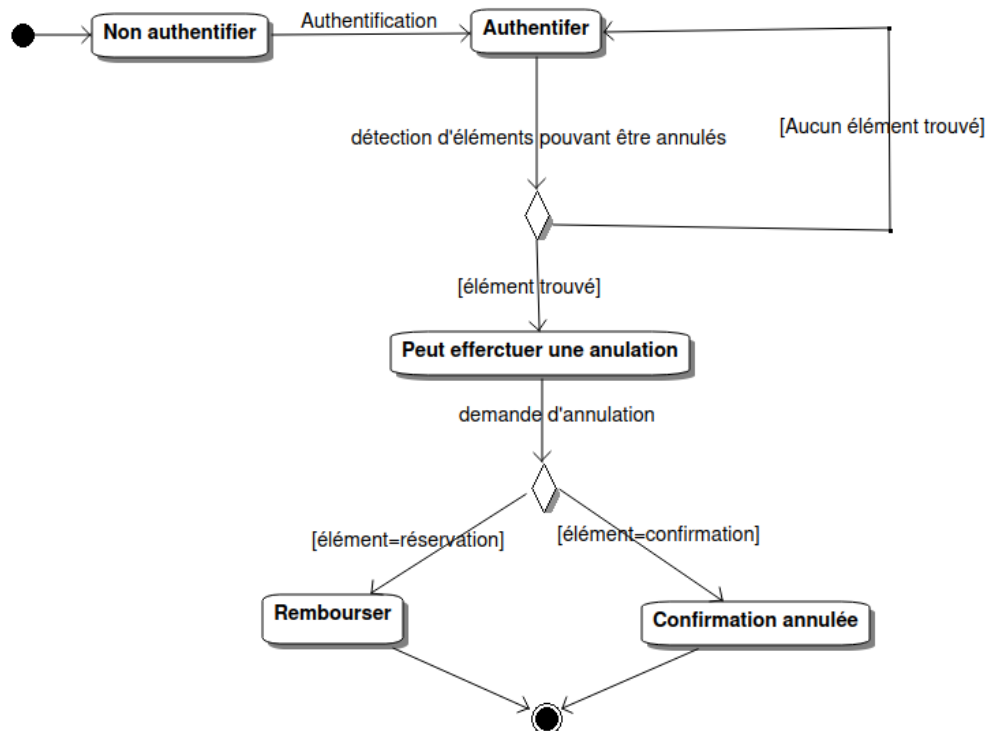 Non authentifier
Authentification
Authentifer
détection d'éléments pouvant être annulés
[Aucun élément trouvé]
[élément trouvé]
Peut efferctuer une anulation
demande d'annulation
[élément=réservation]
[élément=confirmation]
Rembourser
Confirmation annulée